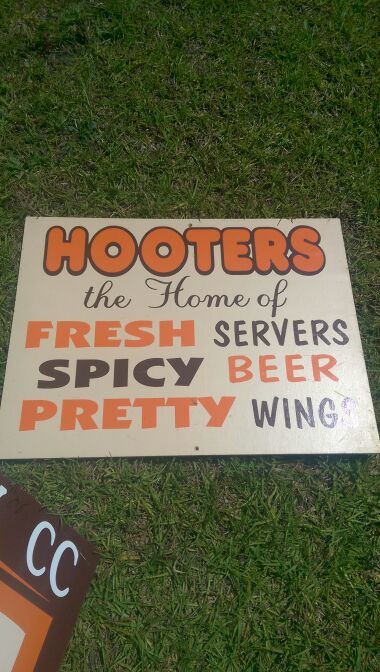 HOOTERS
the Home of
FRESH SERVERS
SPICY BEER
PRETTY WINGS
CC